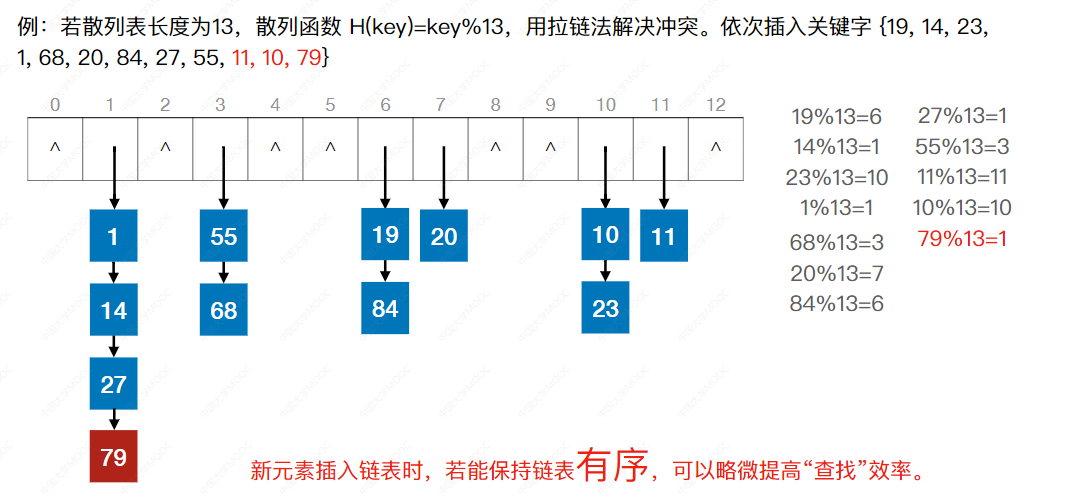 例：若散列表长度为13，散列函数 H(key)=key%13，用拉链法解决冲突。依次插入关键字 {19, 14, 23,
1, 68, 20, 84, 27, 55, 11, 10, 79}
0 1 2 3 4 5 6 7 8 9 10 11 12
^ ^ ^ ^ ^ ^ ^
1 55 19 20 10 11
14 68 84 23
27
79
19%13=6 27%13=1
14%13=1 55%13=3
23%13=10 11%13=11
1%13=1 10%13=10
68%13=3 79%13=1
20%13=7
84%13=6
新元素插入链表时，若能保持链表有序，可以略微提高“查找”效率。